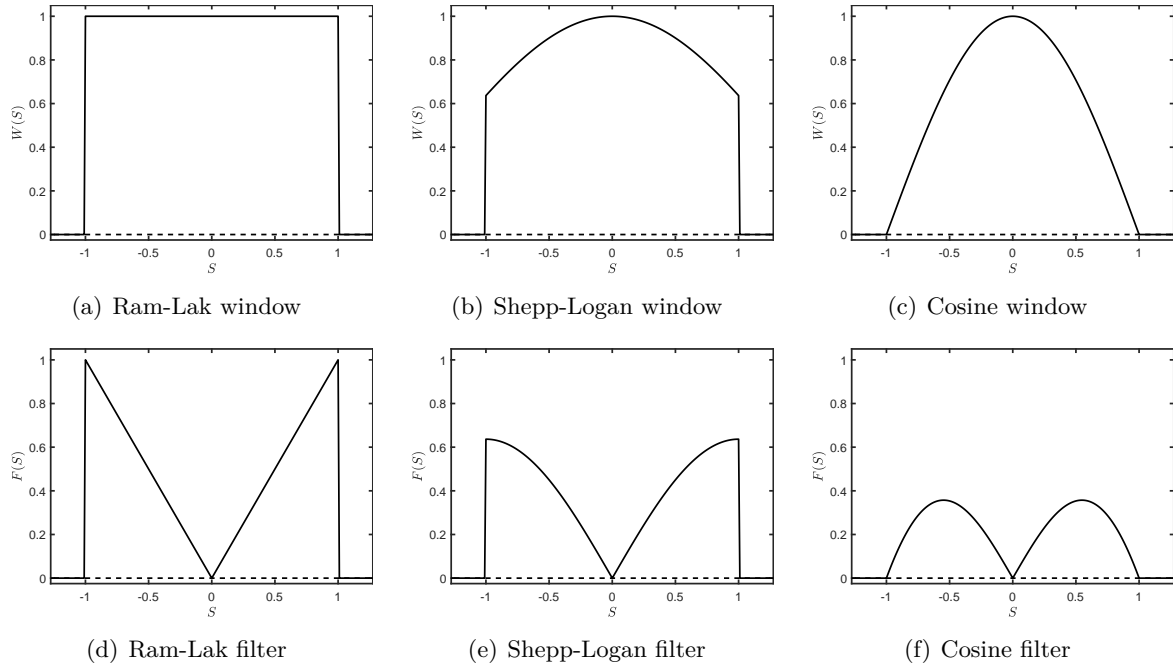 1
0.8
0.6
0.4
0.2
0
W(S)
-1 -0.5 0 0.5 1
S
(a) Ram-Lak window
1
0.8
0.6
0.4
0.2
0
W(S)
-1 -0.5 0 0.5 1
S
(b) Shepp-Logan window
1
0.8
0.6
0.4
0.2
0
W(S)
-1 -0.5 0 0.5 1
S
(c) Cosine window
1
0.8
0.6
0.4
0.2
0
F(S)
-1 -0.5 0 0.5 1
S
(d) Ram-Lak filter
1
0.8
0.6
0.4
0.2
0
F(S)
-1 -0.5 0 0.5 1
S
(e) Shepp-Logan filter
1
0.8
0.6
0.4
0.2
0
F(S)
-1 -0.5 0 0.5 1
S
(f) Cosine filter